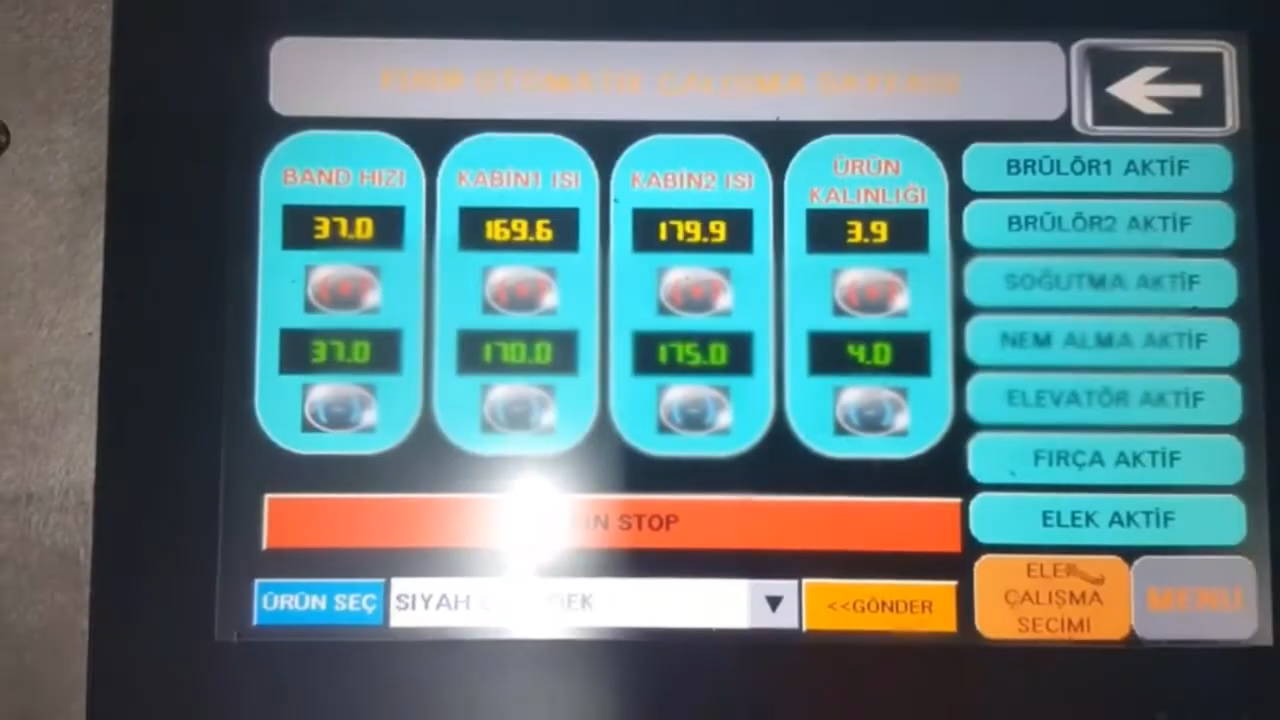 FIRIN OTOMATİK ÇALIŞMA SAYFASI
BAND HIZI
37.0
37.0
KABİN1 ISI
169.6
170.0
KABİN2 ISI
179.9
175.0
ÜRÜN
KALINLIĞI
3.9
4.0
BRÜLÖR1 AKTİF
BRÜLÖR2 AKTİF
SOĞUTMA AKTİF
NEM ALMA AKTİF
ELEVATÖR AKTİF
FIRÇA AKTİF
ELEK AKTİF
STOP
ÜRÜN SEÇ
SIYAH
<<GÖNDER
ÇALIŞMA
SECİMİ
MENU